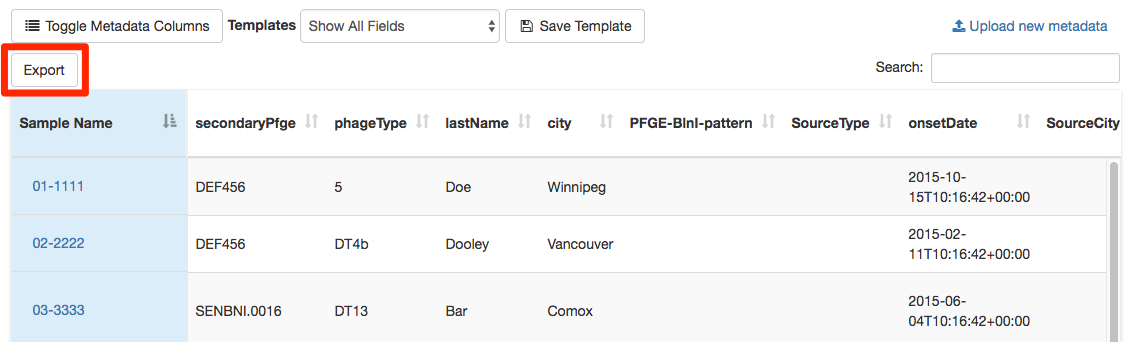 Toggle Metadata Columns Templates Show All Fields Save Template Upload new metadata
Export Search:
Sample Name secondaryPfge phageType lastName city PFGE-BlnI-pattern SourceType onsetDate SourceCity
01-1111 DEF456 5 Doe Winnipeg 2015-10-
15T10:16:42+00:00
02-2222 DEF456 DT4b Dooley Vancouver 2015-02-
11T10:16:42+00:00
03-3333 SENBNI.0016 DT13 Bar Comox 2015-06-
04T10:16:42+00:00